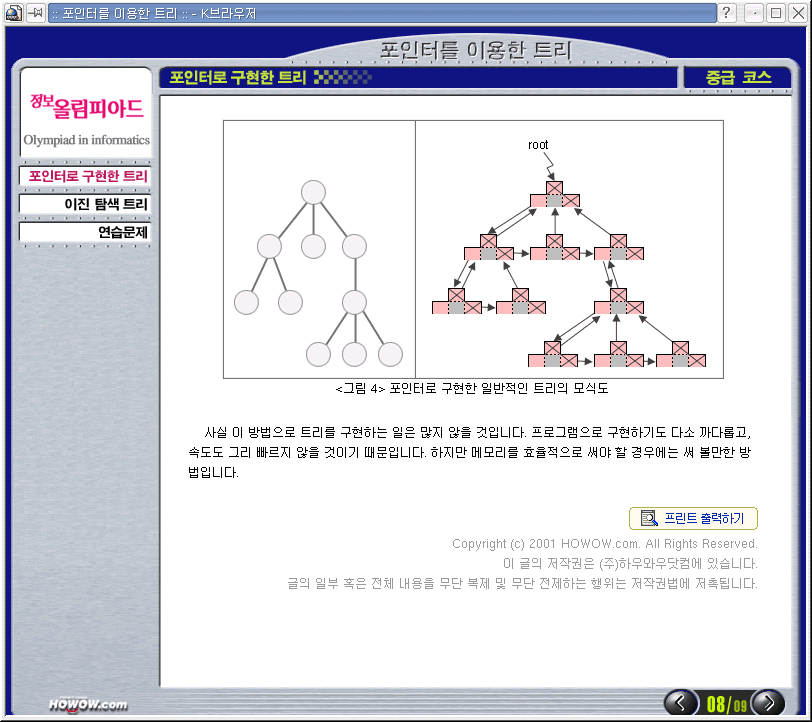 :: 포인터를 이용한 트리 :: - K브라우저
포인터를 이용한 트리
포인터로 구현한 트리
중급 코스
정보올림피아드
Olympiad in informatics
포인터로 구현한 트리
이진 탐색 트리
연습문제
root
<그림 4> 포인터로 구현한 일반적인 트리의 모식도
사실 이 방법으로 트리를 구현하는 일은 많지 않을 것입니다. 프로그램으로 구현하기도 다소 까다롭고,
속도도 그리 빠르지 않을 것이기 때문입니다. 하지만 메모리를 효율적으로 써야 할 경우에는 써 볼만한 방
법입니다.
프린트 출력하기
Copyright (c) 2001 HOWOW.com. All Rights Reserved.
이 글의 저작권은 (주)하우와우닷컴에 있습니다.
글의 일부 혹은 전체 내용을 무단 복제 및 무단 전제하는 행위는 저작권법에 저촉됩니다.
HOWOW.com
08/09